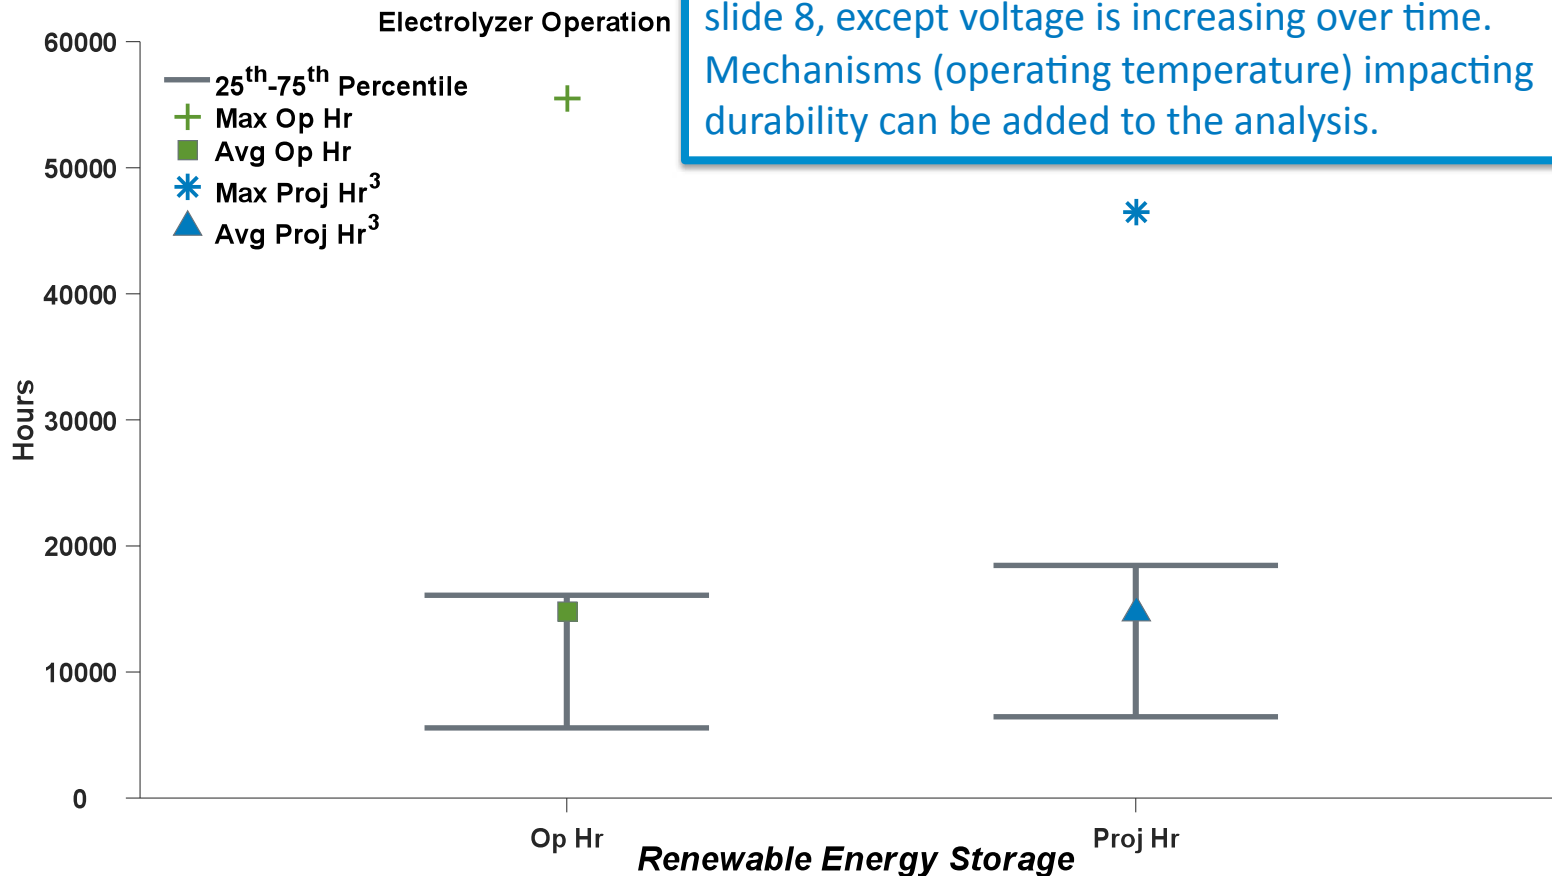 Electrolyzer Operation
slide 8, except voltage is increasing over time.
Mechanisms (operating temperature) impacting
durability can be added to the analysis.
25th-75th Percentile
Max Op Hr
Avg Op Hr
Max Proj Hr3
Avg Proj Hr3
60000
50000
40000
30000
20000
10000
0
Hours
Op Hr
Proj Hr
Renewable Energy Storage